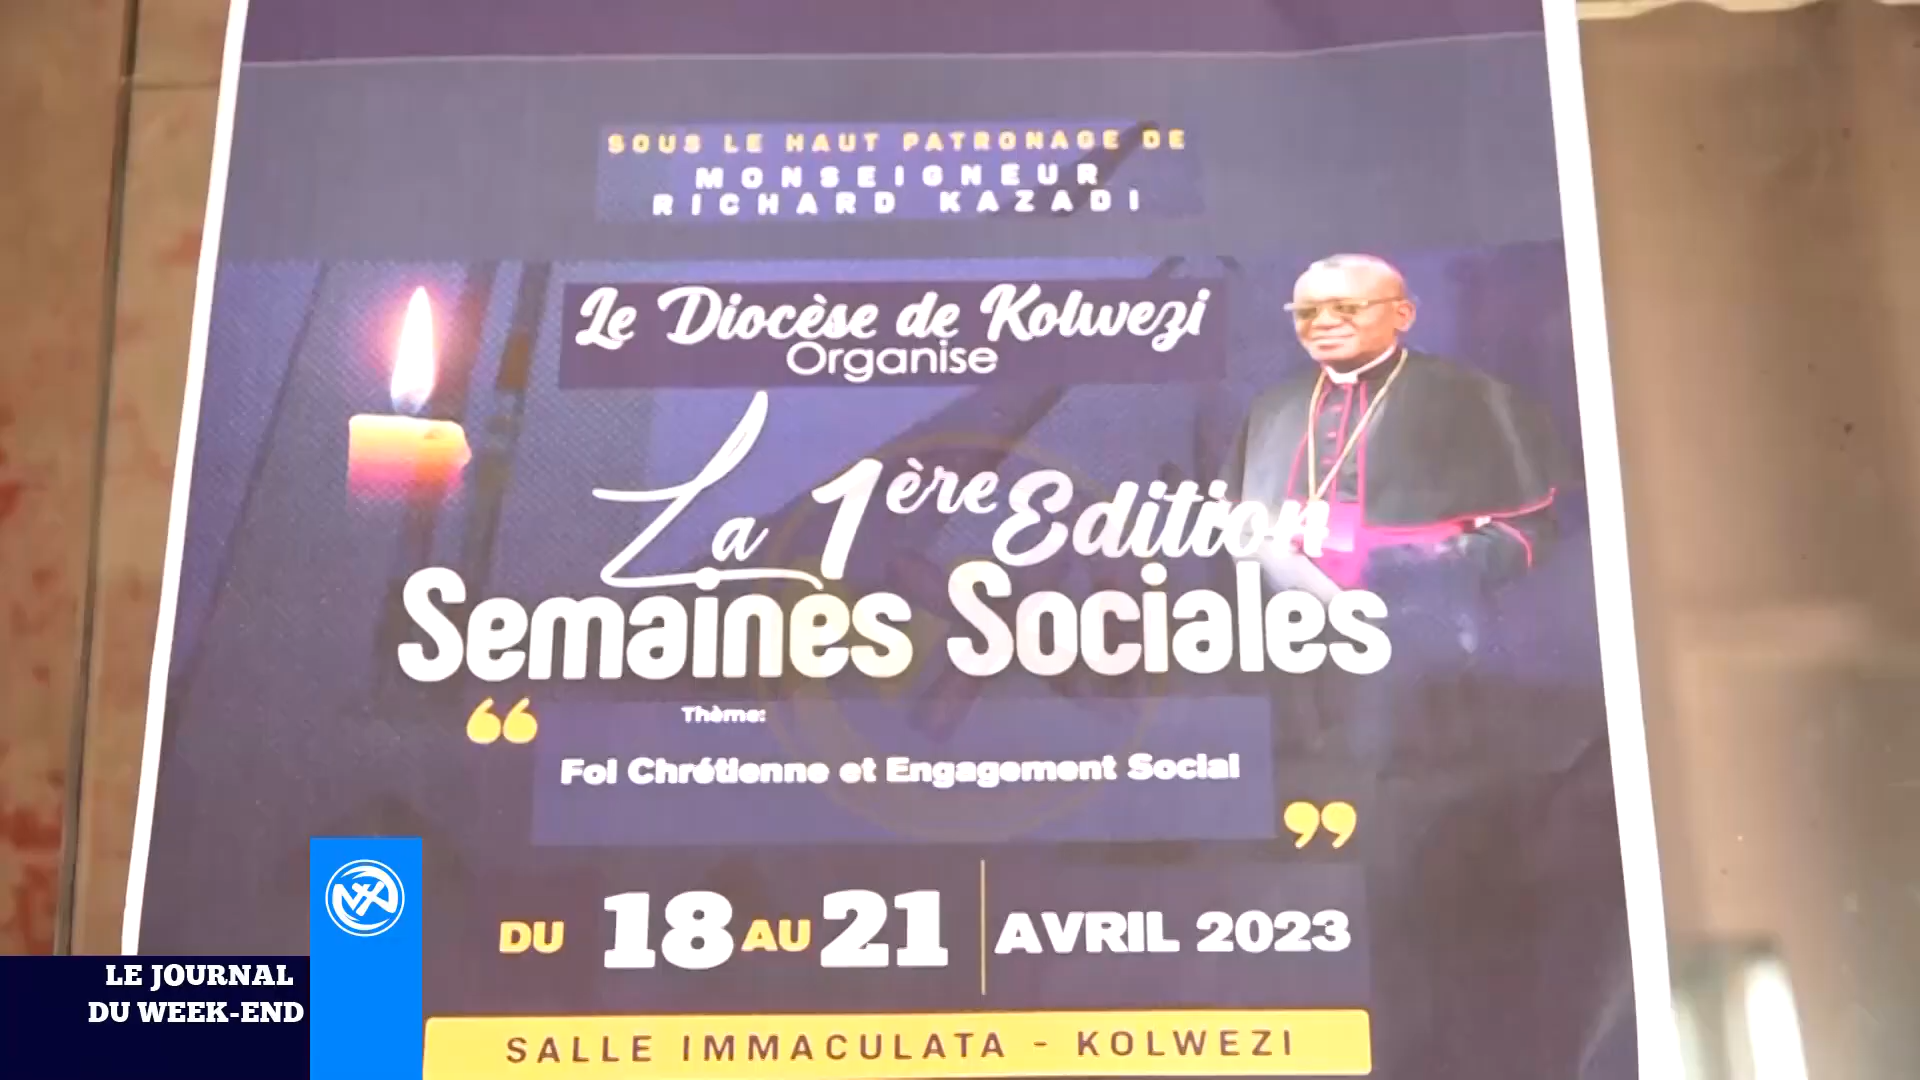 SOUS LE HAUT PATRONAGE DE
MONSEIGNEUR
RICHARD KAZADI
Le Diocèse de Kolwezi
Organise
La 1ère Edition
Semaines Sociales
“
Thème:
Foi Chrétienne et Engagement Social
”
DU 18 AU 21 AVRIL 2023
SALLE IMMACULATA - KOLWEZI
LE JOURNAL
DU WEEK-END